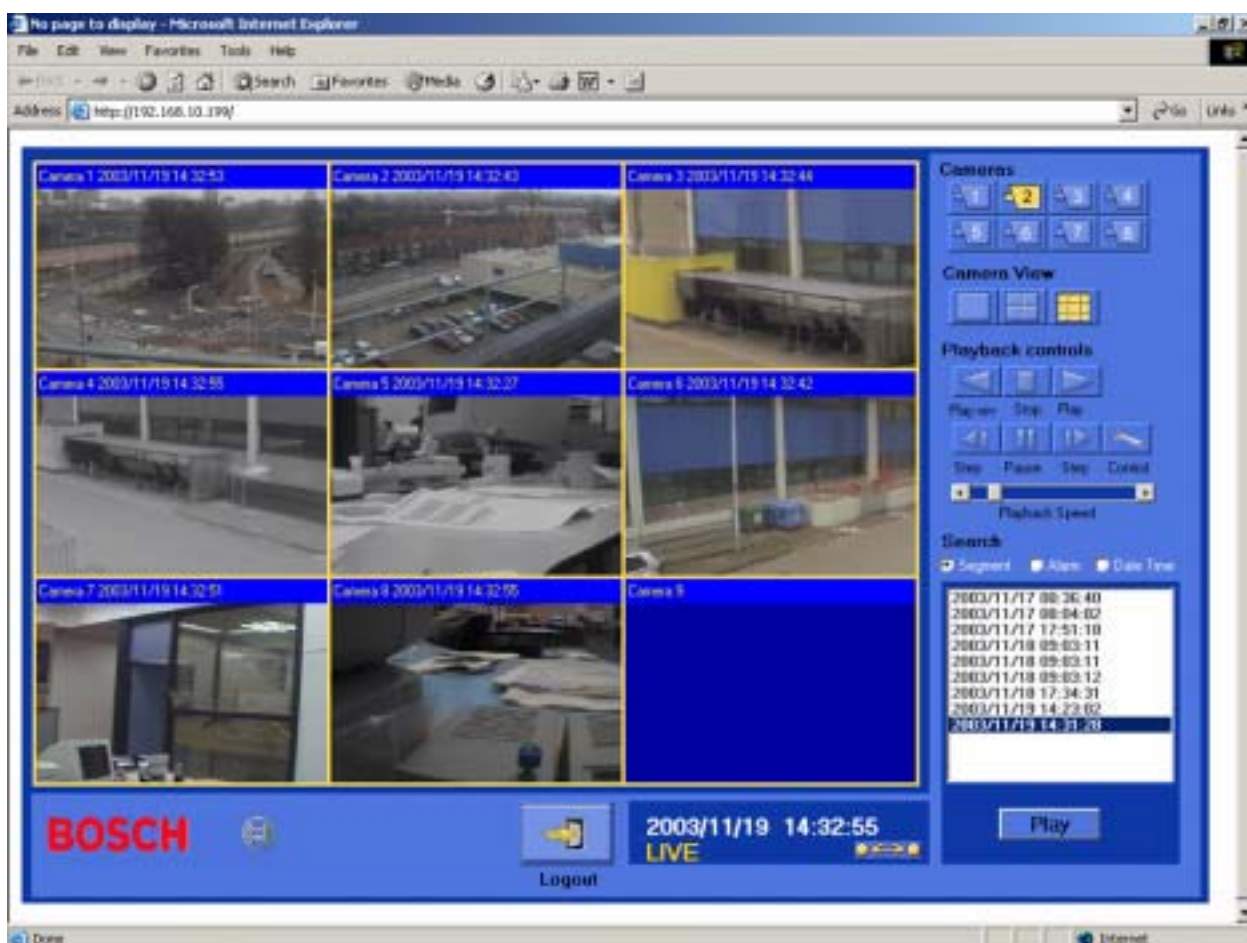 No page to display - Microsoft Internet Explorer
File Edit View Favorites Tools Help
Search Favorites Media
Address http://192.168.10.199/ Go Links
Camera 1 2003/11/19 14:32:53
Camera 2 2003/11/19 14:32:43
Camera 3 2003/11/19 14:32:44
Camera 4 2003/11/19 14:32:55
Camera 5 2003/11/19 14:32:27
Camera 6 2003/11/19 14:32:42
Camera 7 2003/11/19 14:32:51
Camera 8 2003/11/19 14:32:55
Camera 9
Cameras
1 2 3 4
5 6 7 8
Camera View
Playback controls
Play rev Stop Play
Step Pause Step Control
Playback Speed
Search
Segment Alarm Date Time
2003/11/17 08:36:40
2003/11/17 08:04:02
2003/11/17 17:51:10
2003/11/18 09:03:11
2003/11/18 09:03:11
2003/11/18 09:03:12
2003/11/18 17:34:31
2003/11/19 14:23:02
2003/11/19 14:31:28
Play
BOSCH
Logout
2003/11/19 14:32:55
LIVE
Done
Internet